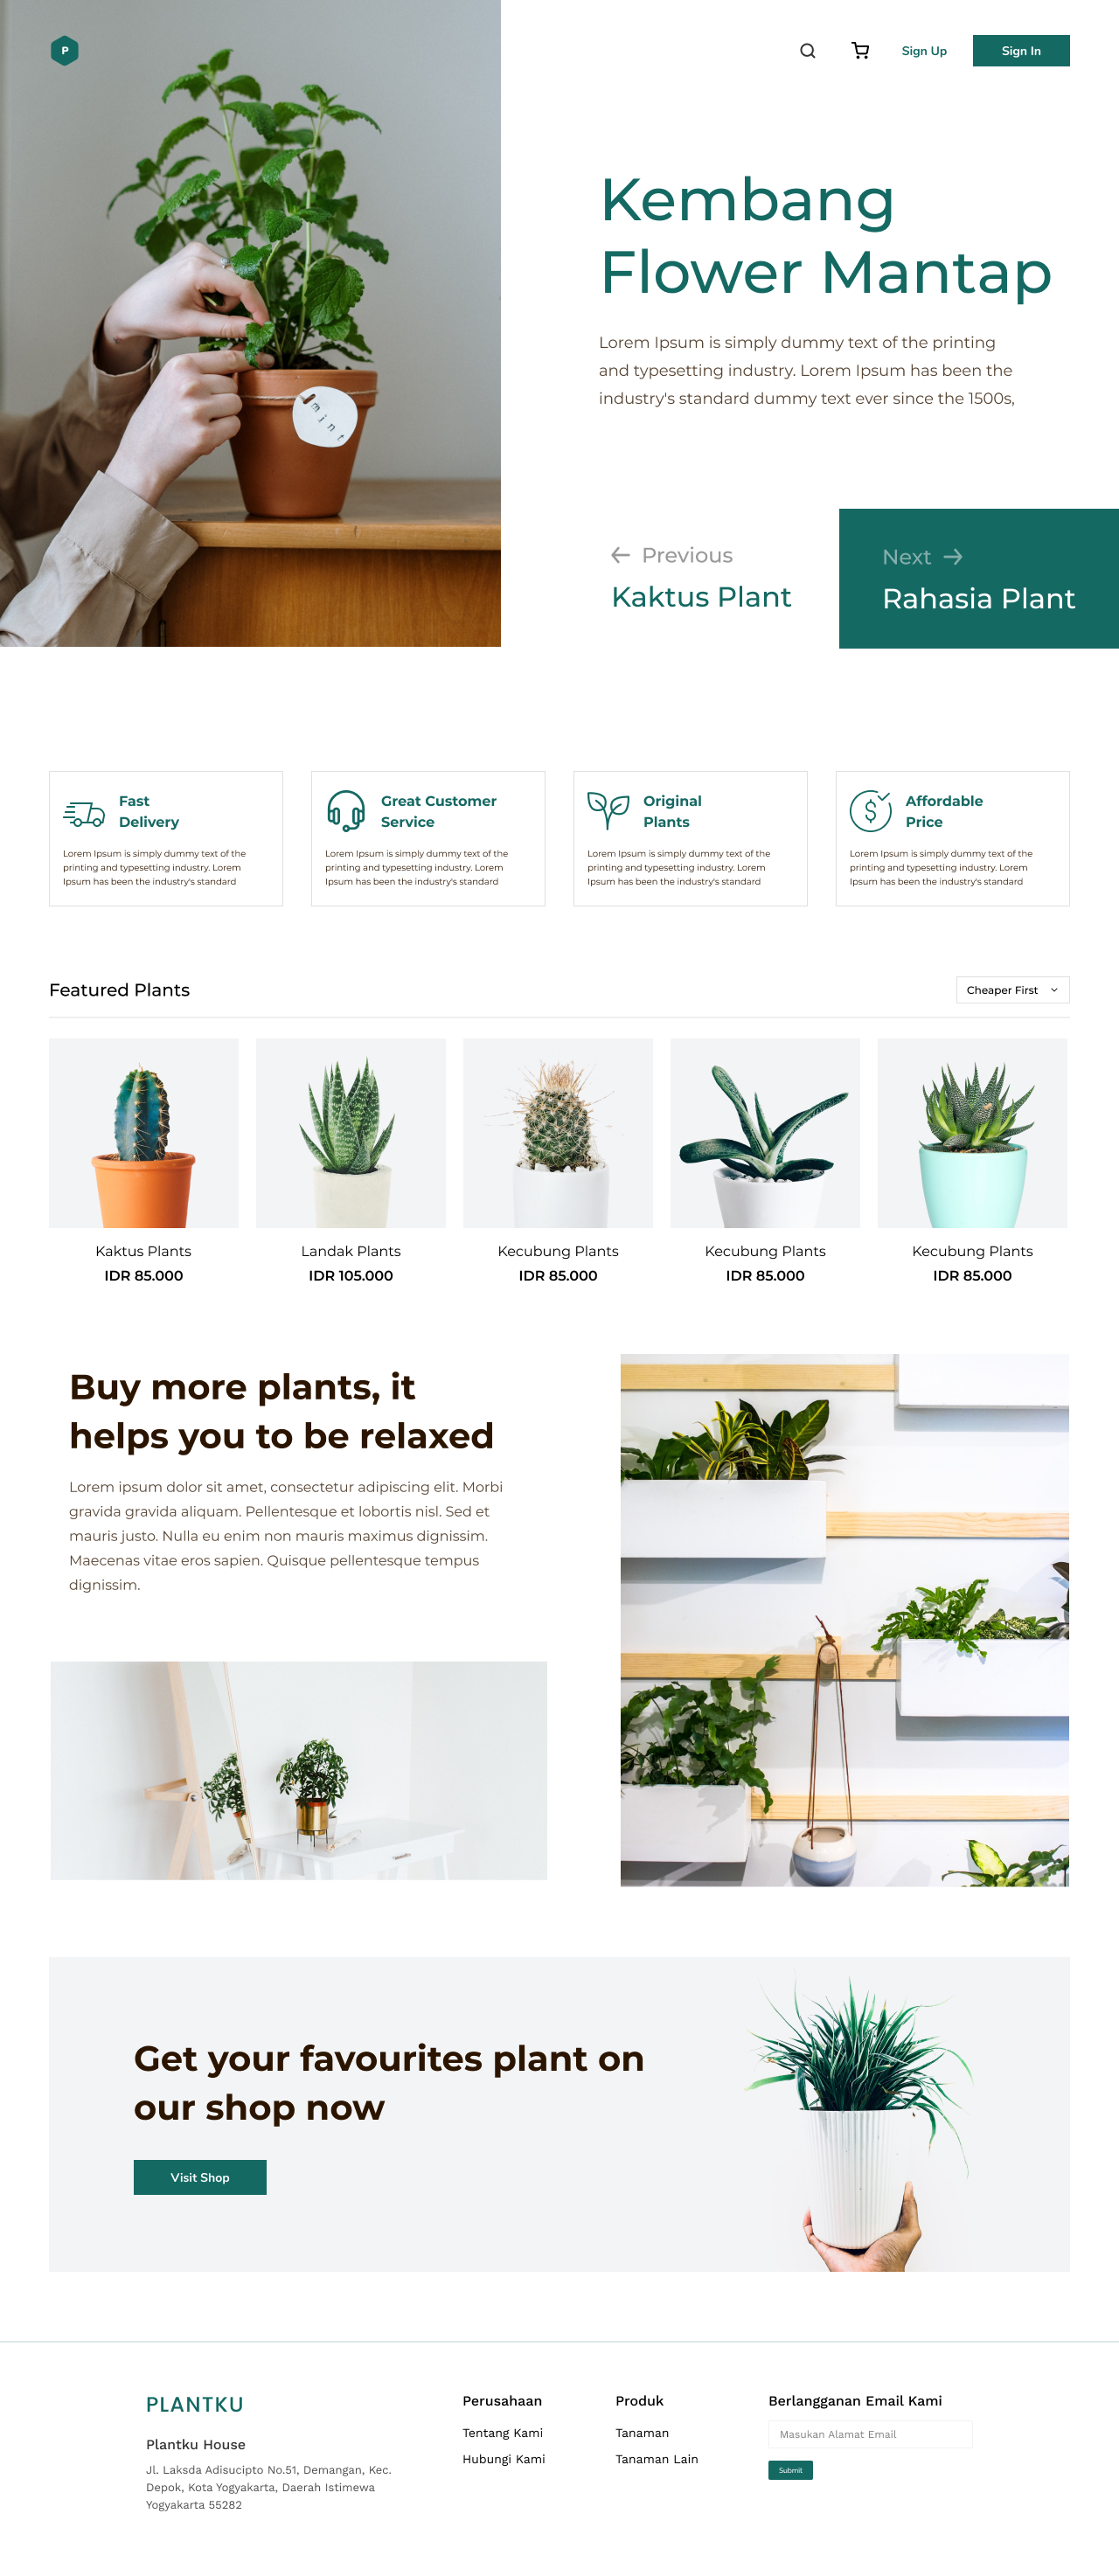 P
Sign Up
Sign In
Kembang
Flower Mantap
Lorem Ipsum is simply dummy text of the printing
and typesetting industry. Lorem Ipsum has been the
industry's standard dummy text ever since the 1500s,
mint
Previous
Kaktus Plant
Next
Rahasia Plant
Fast
Delivery
Lorem Ipsum is simply dummy text of the
printing and typesetting industry. Lorem
Ipsum has been the industry's standard
Great Customer
Service
Lorem Ipsum is simply dummy text of the
printing and typesetting industry. Lorem
Ipsum has been the industry's standard
Original
Plants
Lorem Ipsum is simply dummy text of the
printing and typesetting industry. Lorem
Ipsum has been the industry's standard
$
Affordable
Price
Lorem Ipsum is simply dummy text of the
printing and typesetting industry. Lorem
Ipsum has been the industry's standard
Featured Plants
Cheaper First
Kaktus Plants
IDR 85.000
Landak Plants
IDR 105.000
Kecubung Plants
IDR 85.000
Kecubung Plants
IDR 85.000
Kecubung Plants
IDR 85.000
Buy more plants, it
helps you to be relaxed
Lorem ipsum dolor sit amet, consectetur adipiscing elit. Morbi
gravida gravida aliquam. Pellentesque et lobortis nisl. Sed et
mauris justo. Nulla eu enim non mauris maximus dignissim.
Maecenas vitae eros sapien. Quisque pellentesque tempus
dignissim.
Get your favourites plant on
our shop now
Visit Shop
PLANTKU
Plantku House
Jl. Laksda Adisucipto No.51, Demangan, Kec.
Depok, Kota Yogyakarta, Daerah Istimewa
Yogyakarta 55282
Perusahaan
Tentang Kami
Hubungi Kami
Produk
Tanaman
Tanaman Lain
Berlangganan Email Kami
Masukan Alamat Email
Submit